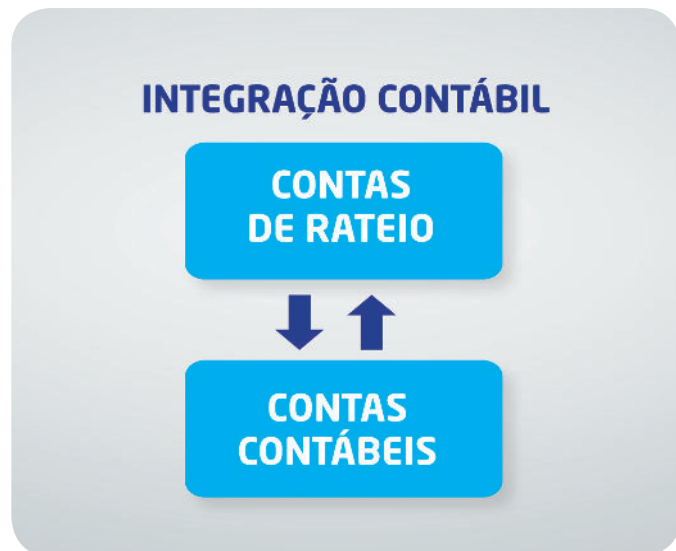 INTEGRAÇÃO CONTÁBIL
CONTAS
DE RATEIO
CONTAS
CONTÁBEIS